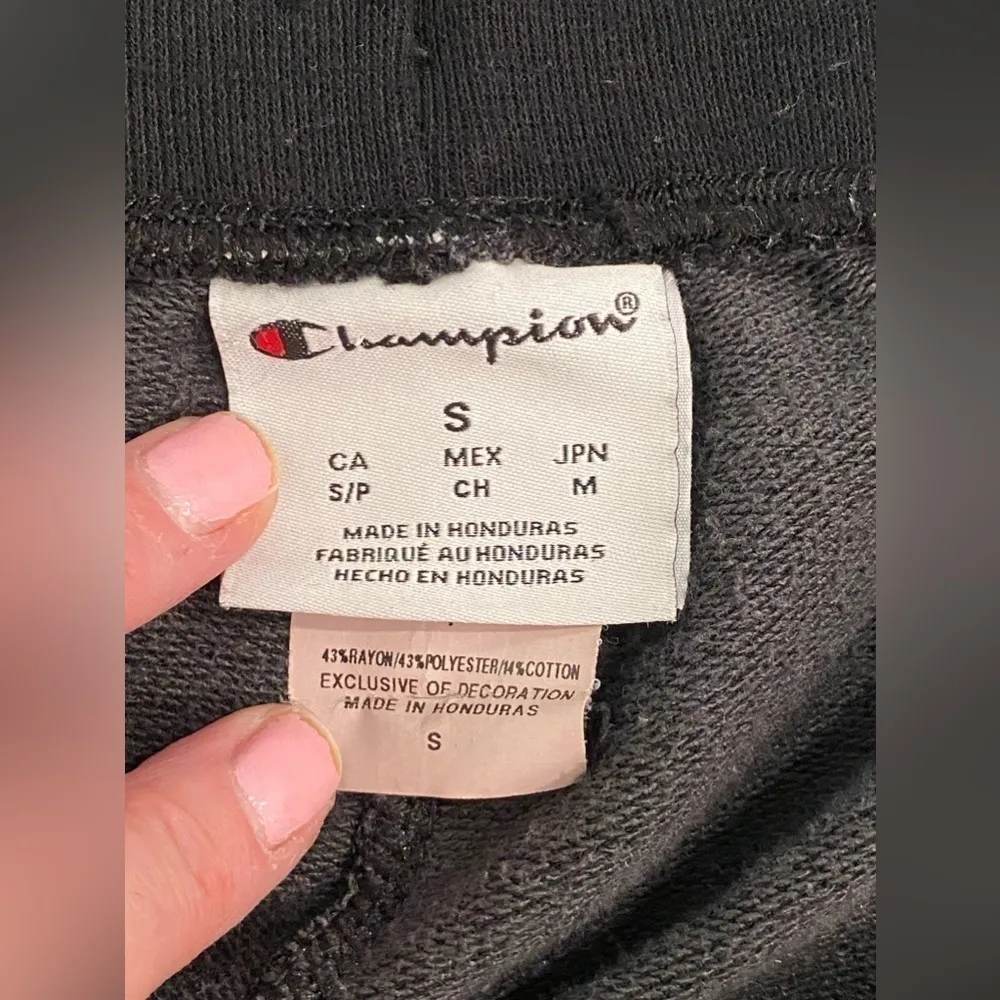 Champion®
S
CA MEX JPN
S/P CH M
MADE IN HONDURAS
FABRIQUÉ AU HONDURAS
HECHO EN HONDURAS
43%RAYON/43%POLYESTER/14%COTTON
EXCLUSIVE OF DECORATION
MADE IN HONDURAS
S